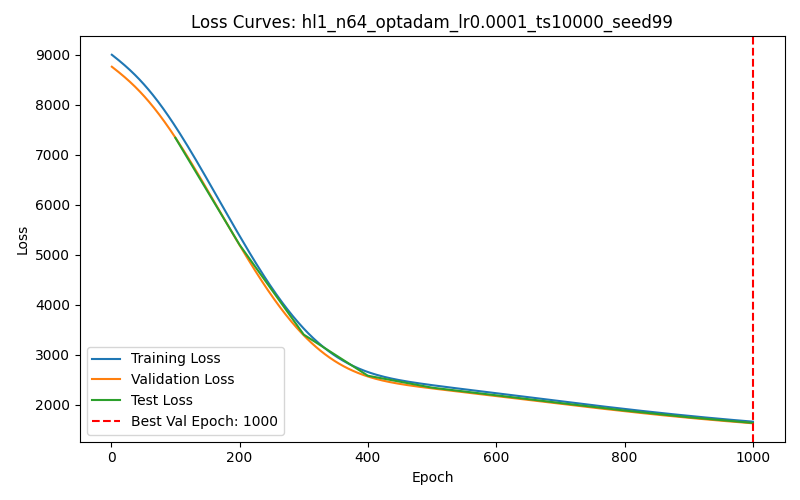 Loss Curves: hl1_n64_optadam_lr0.0001_ts10000_seed99
Loss
9000
8000
7000
6000
5000
4000
3000
2000
Training Loss
Validation Loss
Test Loss
Best Val Epoch: 1000
0
200
400
600
800
1000
Epoch